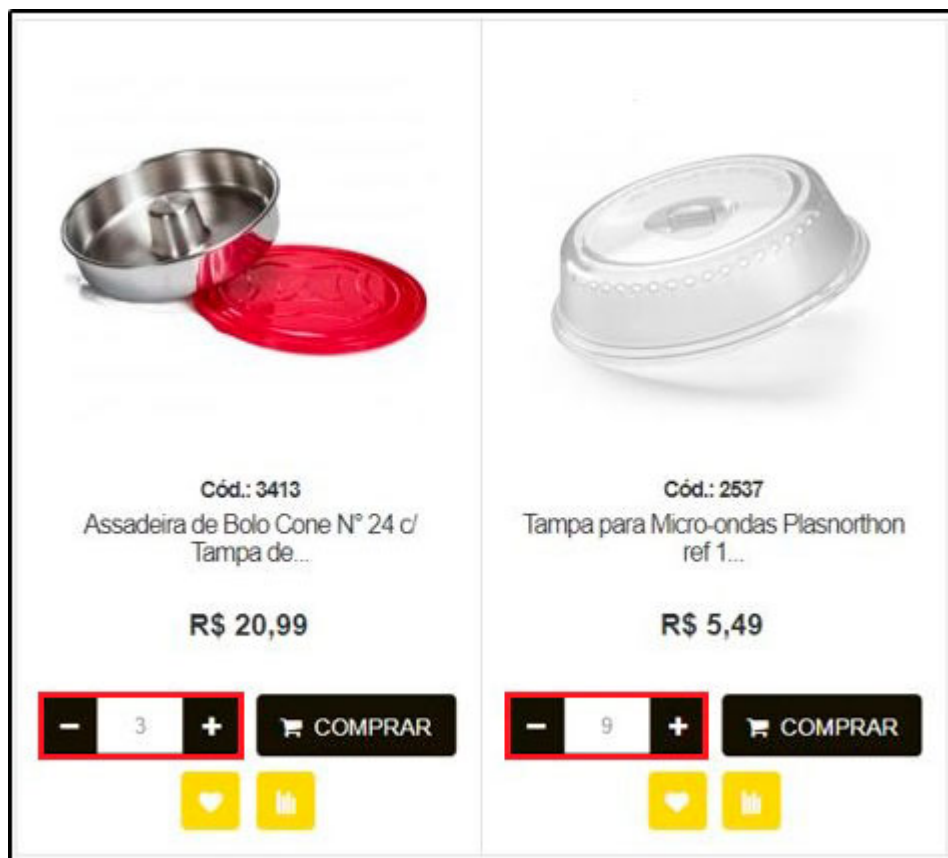 Cód.: 3413
Assadeira de Bolo Cone N° 24 c/
Tampa de...
R$ 20,99
− 3 + COMPRAR
Cód.: 2537
Tampa para Micro-ondas Plasnorthon
ref 1...
R$ 5,49
− 9 + COMPRAR